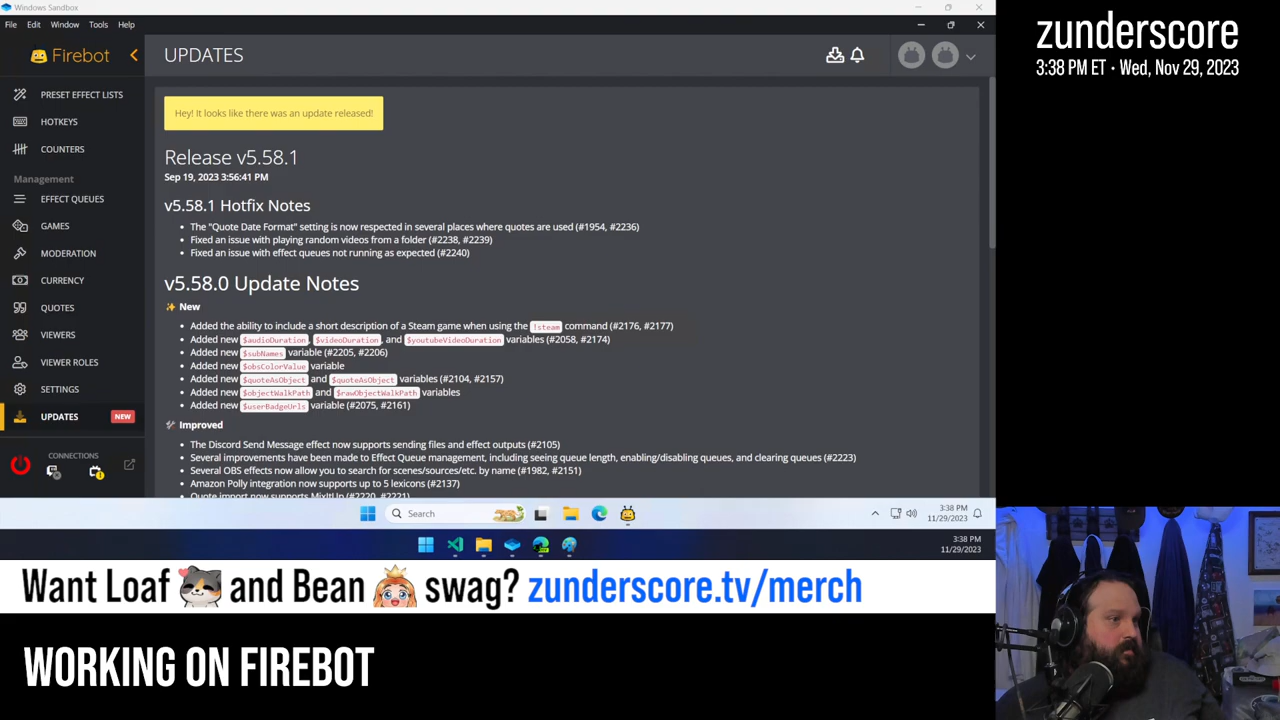 Windows Sandbox
File Edit Window Tools Help
Firebot
UPDATES
PRESET EFFECT LISTS
HOTKEYS
COUNTERS
Management
EFFECT QUEUES
GAMES
MODERATION
CURRENCY
QUOTES
VIEWERS
VIEWER ROLES
SETTINGS
UPDATES NEW
CONNECTIONS
Hey! It looks like there was an update released!
Release v5.58.1
Sep 19, 2023 3:56:41 PM
v5.58.1 Hotfix Notes
The "Quote Date Format" setting is now respected in several places where quotes are used (#1954, #2236)
Fixed an issue with playing random videos from a folder (#2238, #2239)
Fixed an issue with effect queues not running as expected (#2240)
v5.58.0 Update Notes
✨ New
Added the ability to include a short description of a Steam game when using the !steam command (#2176, #2177)
Added new $audioDuration, $videoDuration, and $youtubeVideoDuration variables (#2058, #2174)
Added new $subNames variable (#2205, #2206)
Added new $obsColorValue variable
Added new $quoteAsObject and $quoteAsObject variables (#2104, #2157)
Added new $objectWalkPath and $rawObjectWalkPath variables
Added new $userBadgeUrls variable (#2075, #2161)
🛠 Improved
The Discord Send Message effect now supports sending files and effect outputs (#2105)
Several improvements have been made to Effect Queue management, including seeing queue length, enabling/disabling queues, and clearing queues (#2223)
Several OBS effects now allow you to search for scenes/sources/etc. by name (#1982, #2151)
Amazon Polly integration now supports up to 5 lexicons (#2137)
Quote import now supports MixItUp (#2220, #2221)
Search
3:38 PM
11/29/2023
3:38 PM
11/29/2023
zunderscore
3:38 PM ET • Wed, Nov 29, 2023
Want Loaf and Bean swag? zunderscore.tv/merch
WORKING ON FIREBOT